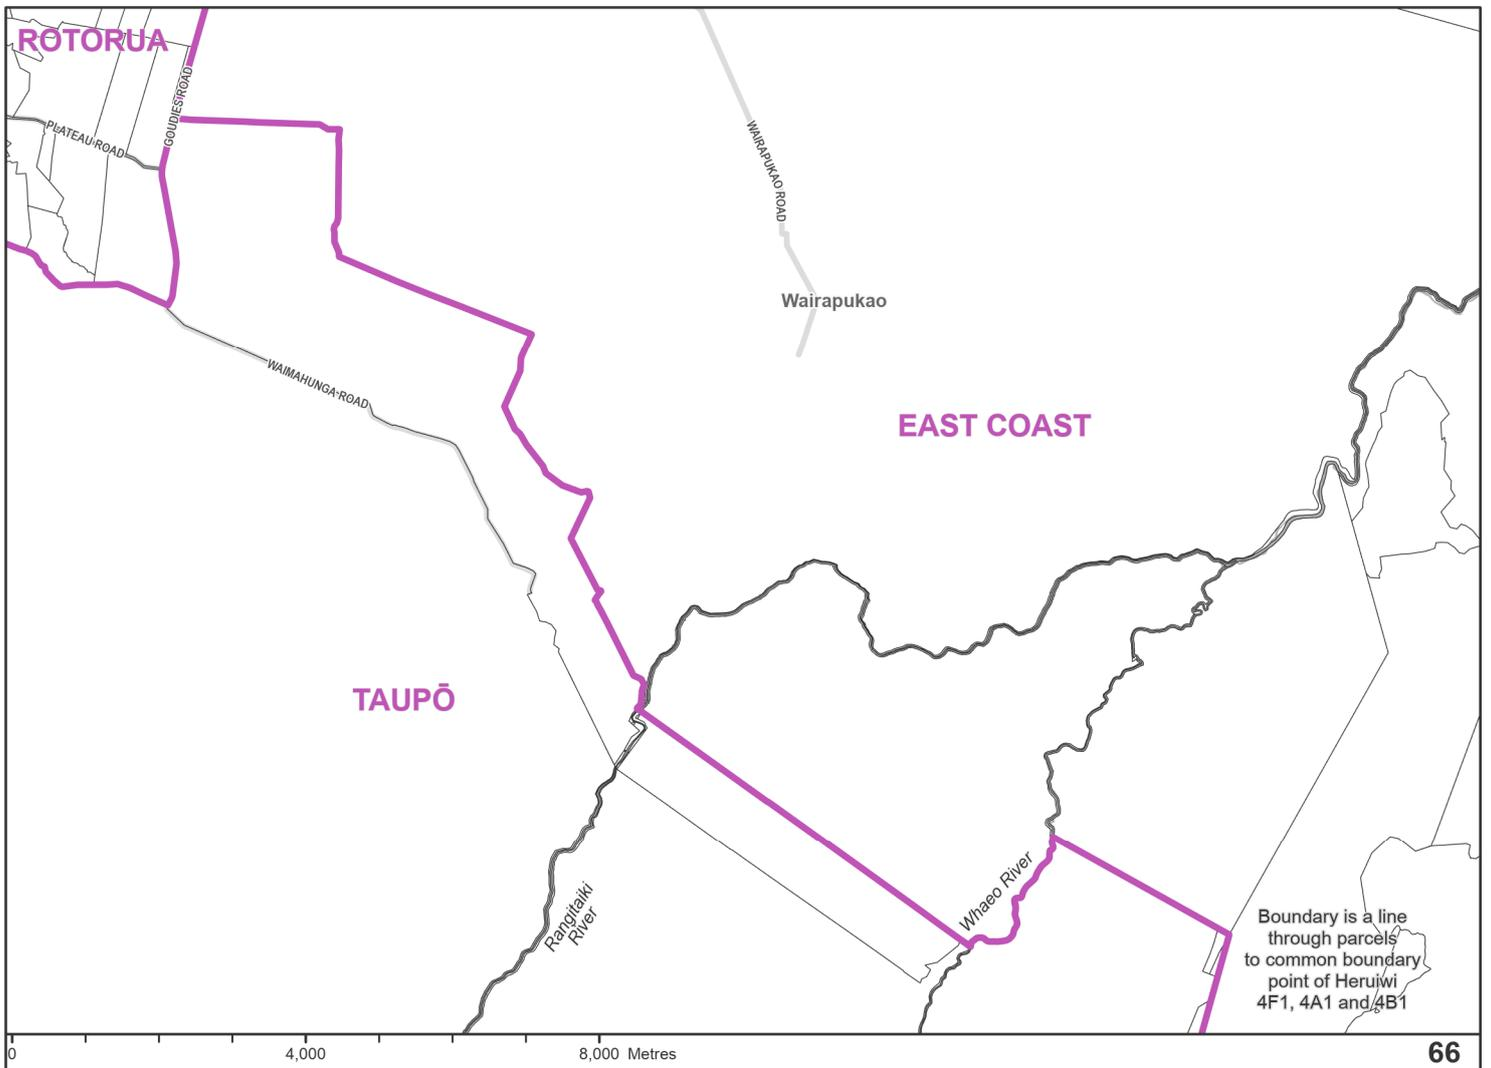 ROTORUA
GOUDIES ROAD
PLATEAU ROAD
WAIRAPUKAO ROAD
Wairapukao
WAIMAHUNGA ROAD
EAST COAST
TAUPŌ
Whaeo River
Rangitaiki
River
Boundary is a line
through parcels
to common boundary
point of Heruiwi
4F1, 4A1 and 4B1
0
4,000
8,000 Metres
66